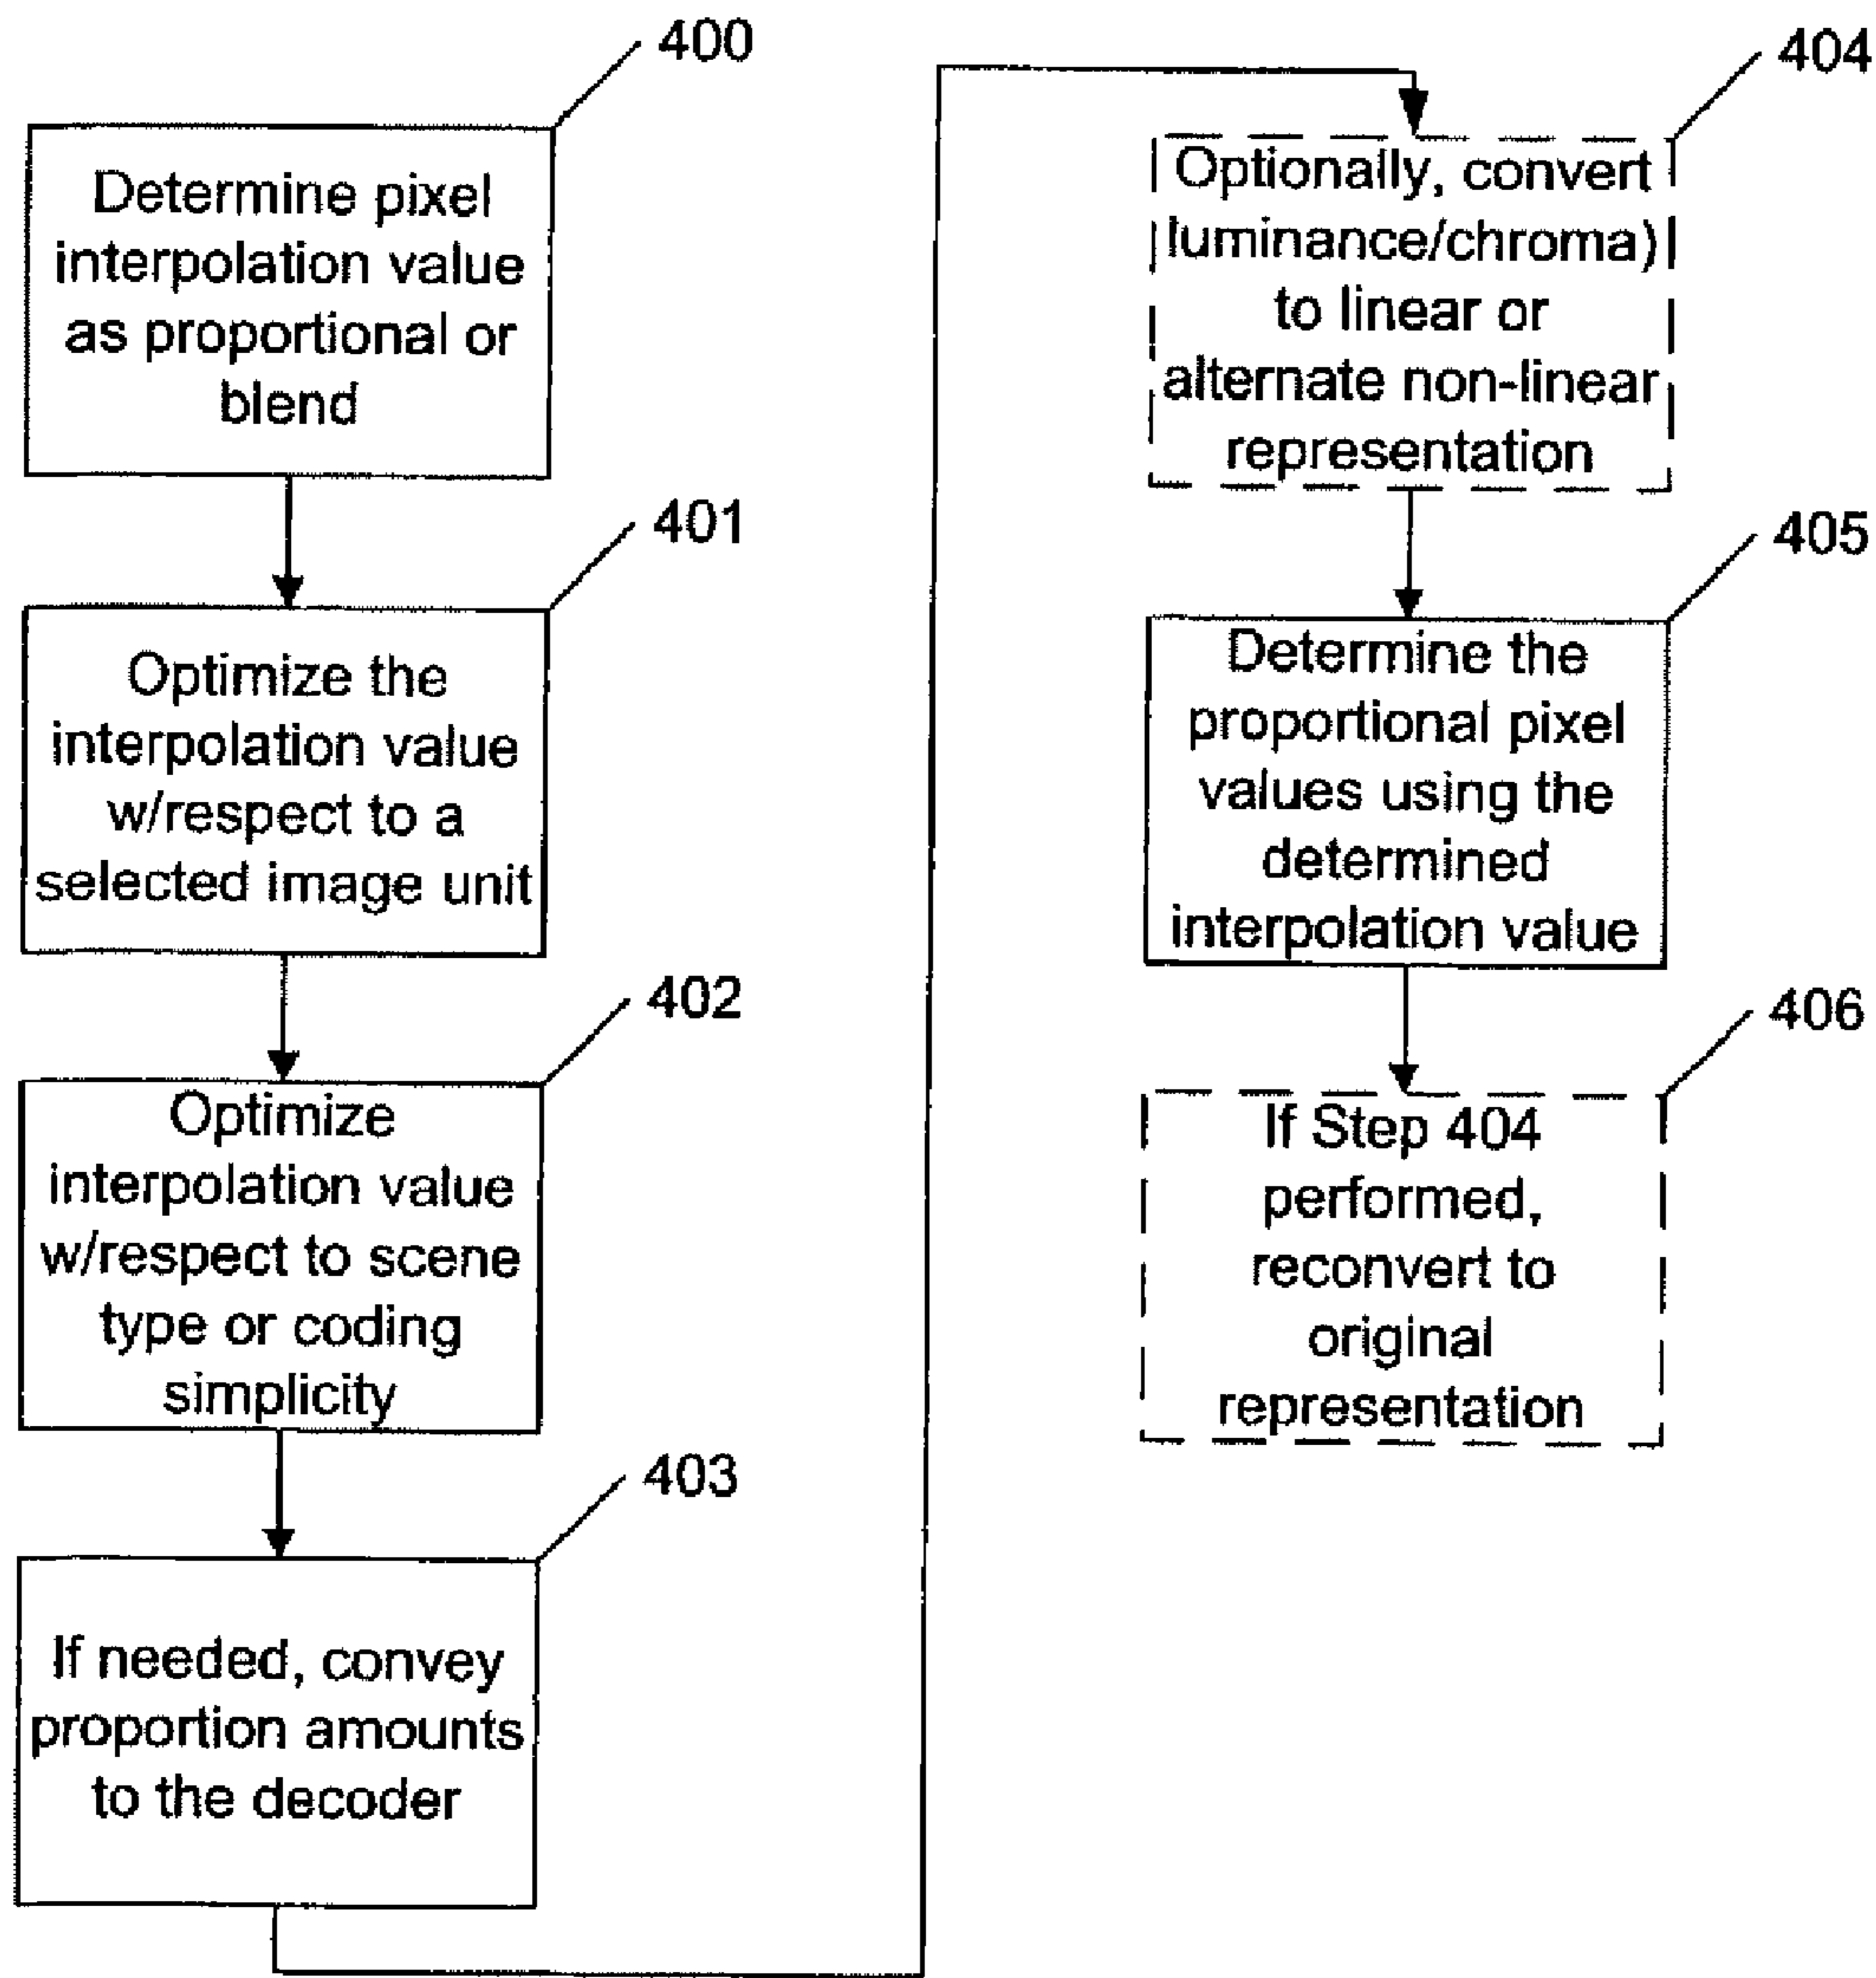 400
Determine pixel
interpolation value
as proportional or
blend
401
Optimize the
interpolation value
w/respect to a
selected image unit
402
Optimize
interpolation value
w/respect to scene
type or coding
simplicity
403
If needed, convey
proportion amounts
to the decoder
404
Optionally, convert
luminance/chroma)
to linear or
alternate non-linear
representation
405
Determine the
proportional pixel
values using the
determined
interpolation value
406
If Step 404
performed,
reconvert to
original
representation